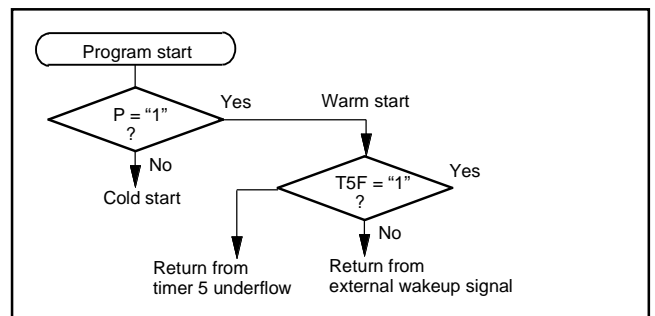 Program start
P = “1”
?
Yes
Warm start
No
Cold start
T5F = “1”
?
Yes
No
Return from
timer 5 underflow
Return from
external wakeup signal